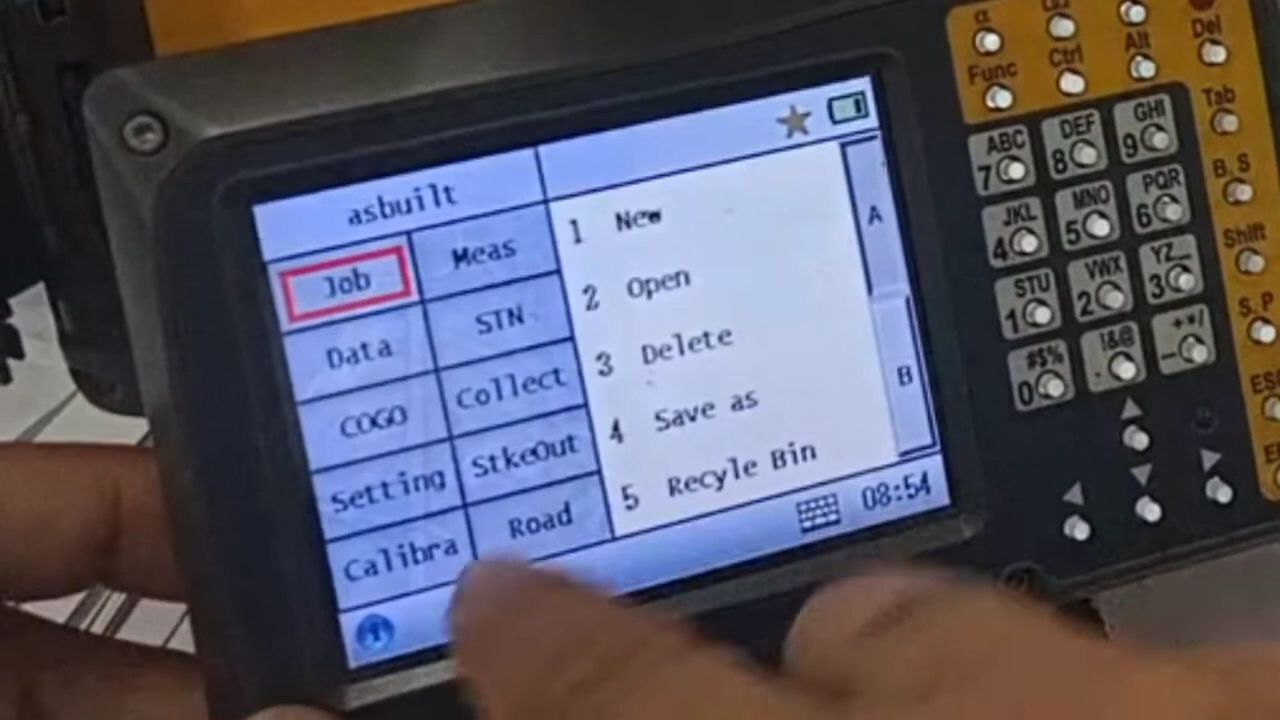 asbuilt
Job Meas
Data STN
COGO Collect
Setting StkeOut
Calibra Road
1 New
2 Open
3 Delete
4 Save as
5 Recyle Bin
A
B
08:54
α
Func Ctrl Alt Del
Tab
B.S
Shift
S.P
ABC DEF GHI
7 8 9
JKL MNO PQR
4 5 6
STU VWX YZ_
1 2 3
#$% !&@ +*/
0 . -